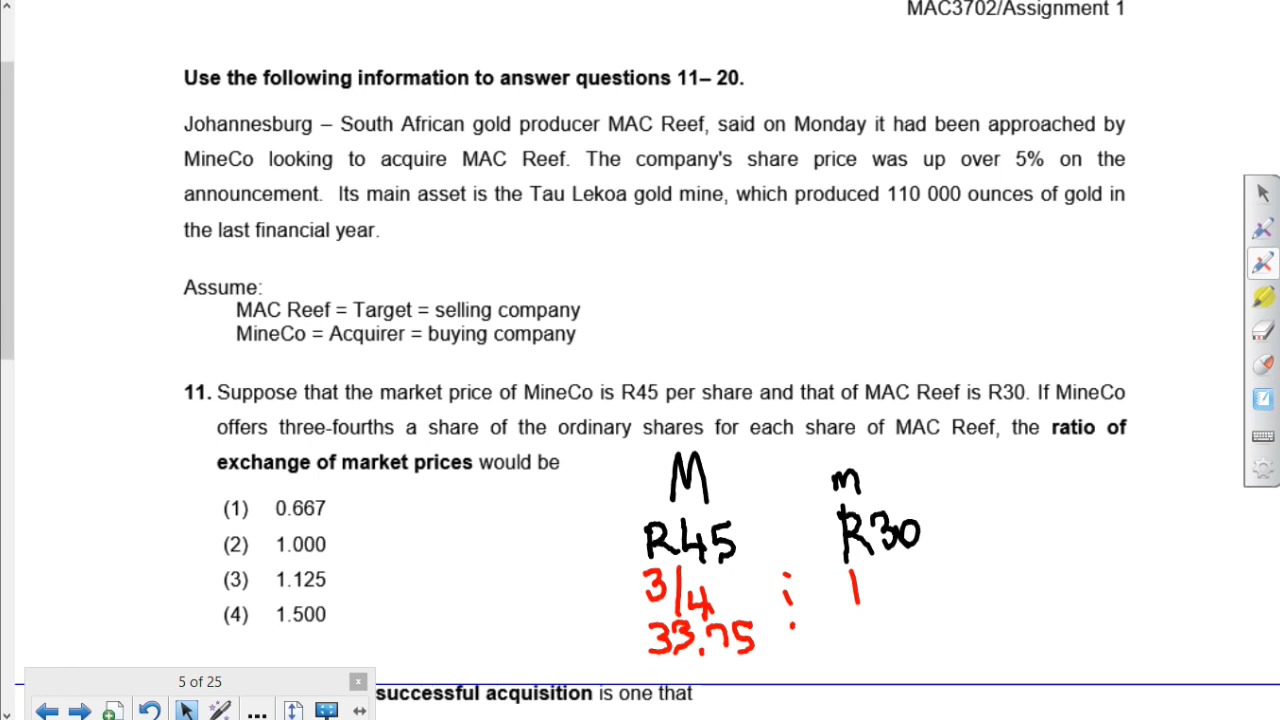 MAC3702/Assignment 1
Use the following information to answer questions 11– 20.
Johannesburg – South African gold producer MAC Reef, said on Monday it had been approached by
MineCo looking to acquire MAC Reef. The company's share price was up over 5% on the
announcement. Its main asset is the Tau Lekoa gold mine, which produced 110 000 ounces of gold in
the last financial year.
Assume:
MAC Reef = Target = selling company
MineCo = Acquirer = buying company
11. Suppose that the market price of MineCo is R45 per share and that of MAC Reef is R30. If MineCo
offers three-fourths a share of the ordinary shares for each share of MAC Reef, the ratio of
exchange of market prices would be
M m
(1) 0.667
R45 R30
(2) 1.000
(3) 1.125
3/4 : 1
(4) 1.500
33.75 :
5 of 25
x
successful acquisition is one that